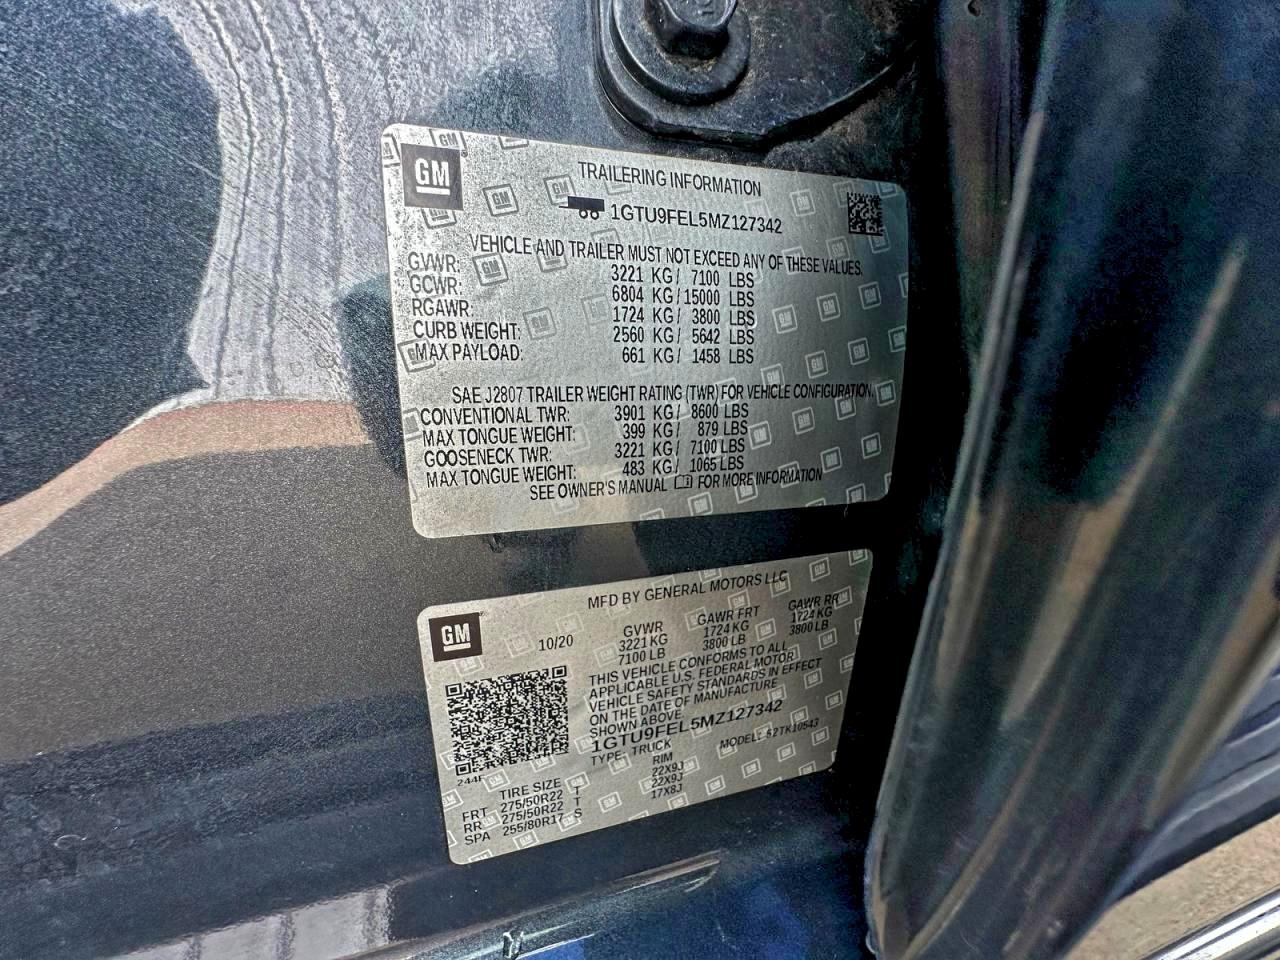 GM
TRAILERING INFORMATION
1GTU9FEL5MZ127342
VEHICLE AND TRAILER MUST NOT EXCEED ANY OF THESE VALUES.
GVWR: 3221 KG / 7100 LBS
GCWR: 6804 KG / 15000 LBS
RGAWR: 1724 KG / 3800 LBS
CURB WEIGHT: 2560 KG / 5642 LBS
MAX PAYLOAD: 661 KG / 1458 LBS
SAE J2807 TRAILER WEIGHT RATING (TWR) FOR VEHICLE CONFIGURATION.
CONVENTIONAL TWR: 3901 KG / 8600 LBS
MAX TONGUE WEIGHT: 399 KG / 879 LBS
GOOSENECK TWR: 3221 KG / 7100 LBS
MAX TONGUE WEIGHT: 483 KG / 1065 LBS
SEE OWNER'S MANUAL FOR MORE INFORMATION
GM
MFD BY GENERAL MOTORS LLC
10/20
GVWR GAWR FRT GAWR RR
3221 KG 1724 KG 1724 KG
7100 LB 3800 LB 3800 LB
THIS VEHICLE CONFORMS TO ALL
APPLICABLE U.S. FEDERAL MOTOR
VEHICLE SAFETY STANDARDS IN EFFECT
ON THE DATE OF MANUFACTURE
SHOWN ABOVE.
1GTU9FEL5MZ127342
TYPE: TRUCK MODEL: S2TK10543
TIRE SIZE RIM
FRT 275/50R22 T 22X9J
RR 275/50R22 T 22X9J
SPA 255/80R17 S 17X8J